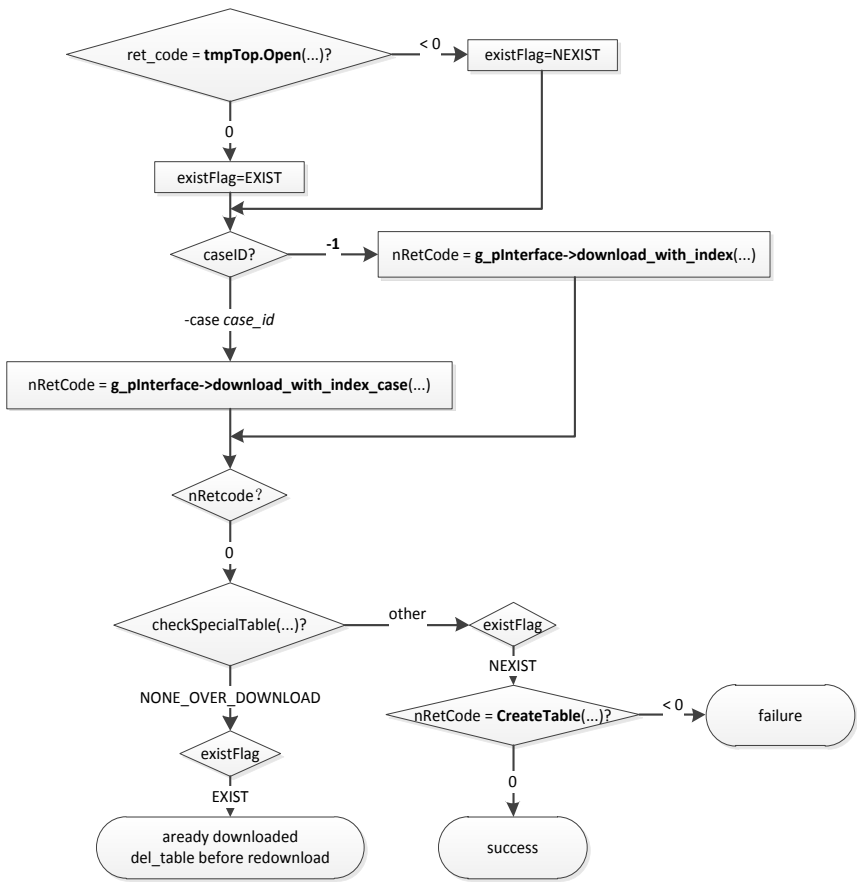 ret_code = tmpTop.Open(...)?
< 0
existFlag=NEXIST
0
existFlag=EXIST
caseID?
-1
nRetCode = g_pInterface->download_with_index(...)
-case case_id
nRetCode = g_pInterface->download_with_index_case(...)
nRetcode？
0
checkSpecialTable(...)?
other
existFlag
NEXIST
NONE_OVER_DOWNLOAD
nRetCode = CreateTable(...)?
< 0
failure
existFlag
0
EXIST
aready downloaded
del_table before redownload
success